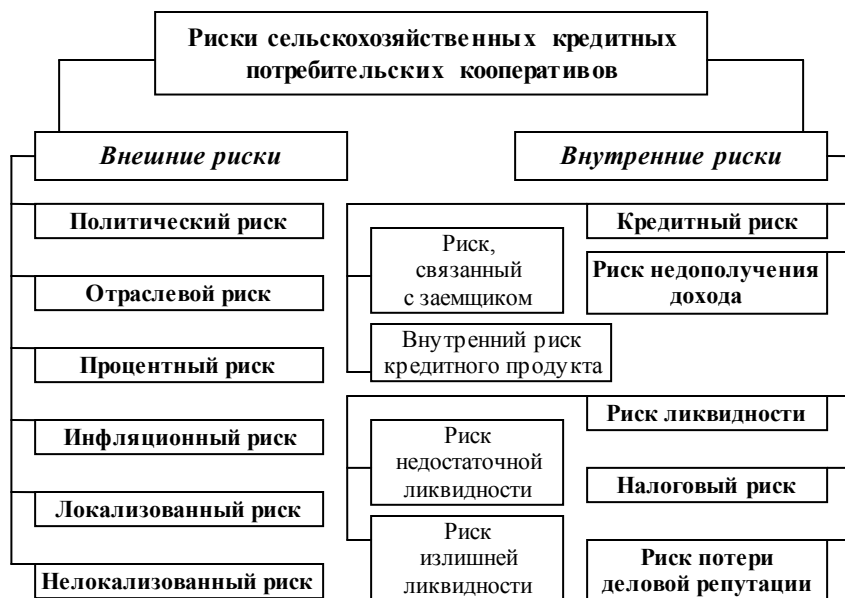 Риски сельскохозяйственных кредитных
потребительских кооперативов
Внешние риски
Внутренние риски
Политический риск
Отраслевой риск
Процентный риск
Инфляционный риск
Локализованный риск
Нелокализованный риск
Кредитный риск
Риск,
связанный
с заемщиком
Внутренний риск
кредитного продукта
Риск недополучения
дохода
Риск ликвидности
Риск
недостаточной
ликвидности
Риск
излишней
ликвидности
Налоговый риск
Риск потери
деловой репутации